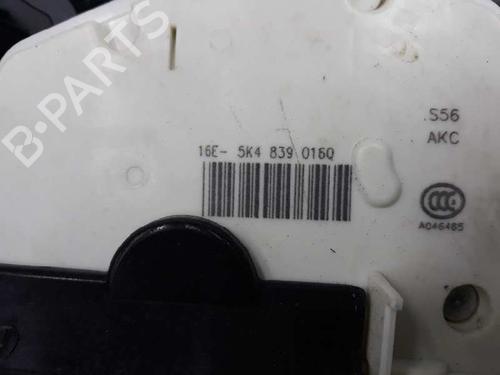 .S56
AKC
16E- 5K4 839 016Q
CCC
A046485
B-PARTS